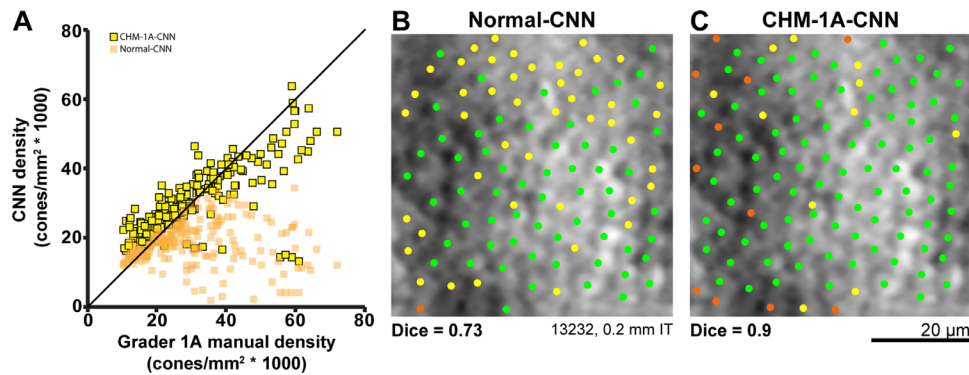 A
80
60
40
20
0
CNN density
(cones/mm² * 1000)
CHM-1A-CNN
Normal-CNN
0 20 40 60 80
Grader 1A manual density
(cones/mm² * 1000)
B Normal-CNN
Dice = 0.73 13232, 0.2 mm IT
C CHM-1A-CNN
Dice = 0.9 20 µm